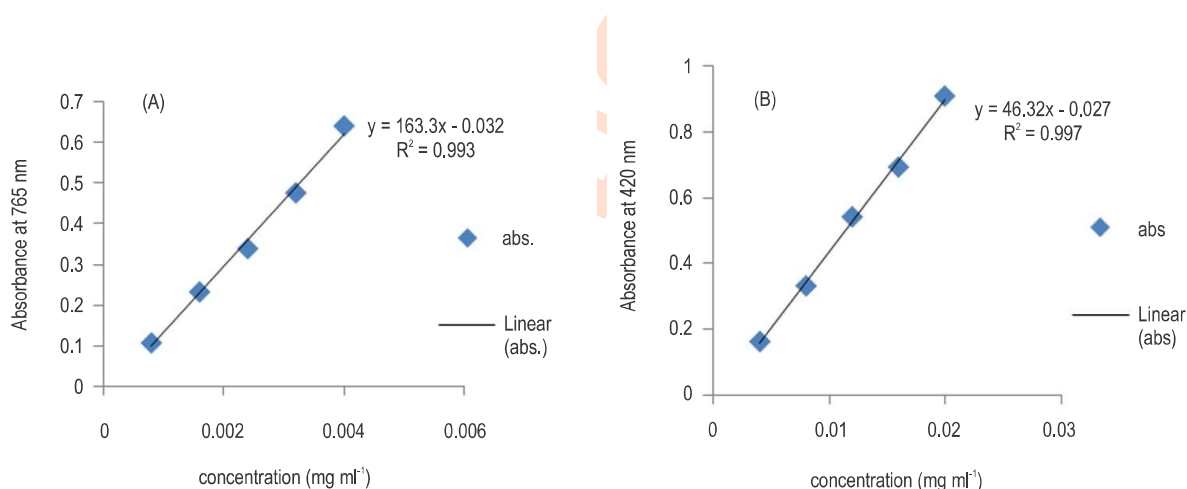 (A)
0.7
0.6
0.5
0.4
0.3
0.2
0.1
0
0 0.002 0.004 0.006
Absorbance at 765 nm
concentration (mg ml⁻¹)
y = 163.3x - 0.032
R² = 0.993
abs.
Linear
(abs.)
(B)
1
0.8
0.6
0.4
0.2
0
0 0.01 0.02 0.03
Absorbance at 420 nm
concentration (mg ml⁻¹)
y = 46.32x - 0.027
R² = 0.997
abs
Linear
(abs)